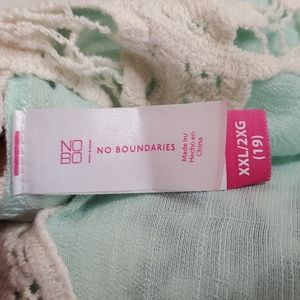 NO
BO
NO BOUNDARIES
Made in/
Hecho en
China
XXL/2XG
(19)